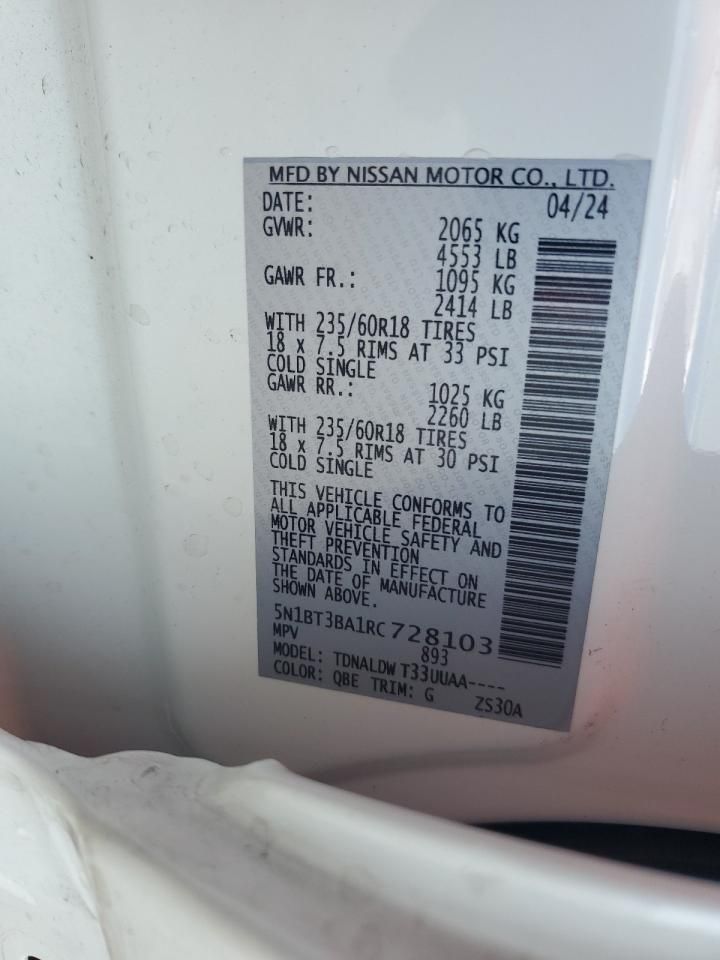 MFD BY NISSAN MOTOR CO., LTD.
DATE: 04/24
GVWR: 2065 KG
4553 LB
GAWR FR.: 1095 KG
2414 LB
WITH 235/60R18 TIRES
18 x 7.5 RIMS AT 33 PSI
COLD SINGLE
GAWR RR.: 1025 KG
2260 LB
WITH 235/60R18 TIRES
18 x 7.5 RIMS AT 30 PSI
COLD SINGLE
THIS VEHICLE CONFORMS TO
ALL APPLICABLE FEDERAL
MOTOR VEHICLE SAFETY AND
THEFT PREVENTION
STANDARDS IN EFFECT ON
THE DATE OF MANUFACTURE
SHOWN ABOVE.
5N1BT3BA1RC728103
MPV 893
MODEL: TDNALDW T33UUAA----
COLOR: QBE TRIM: G ZS30A